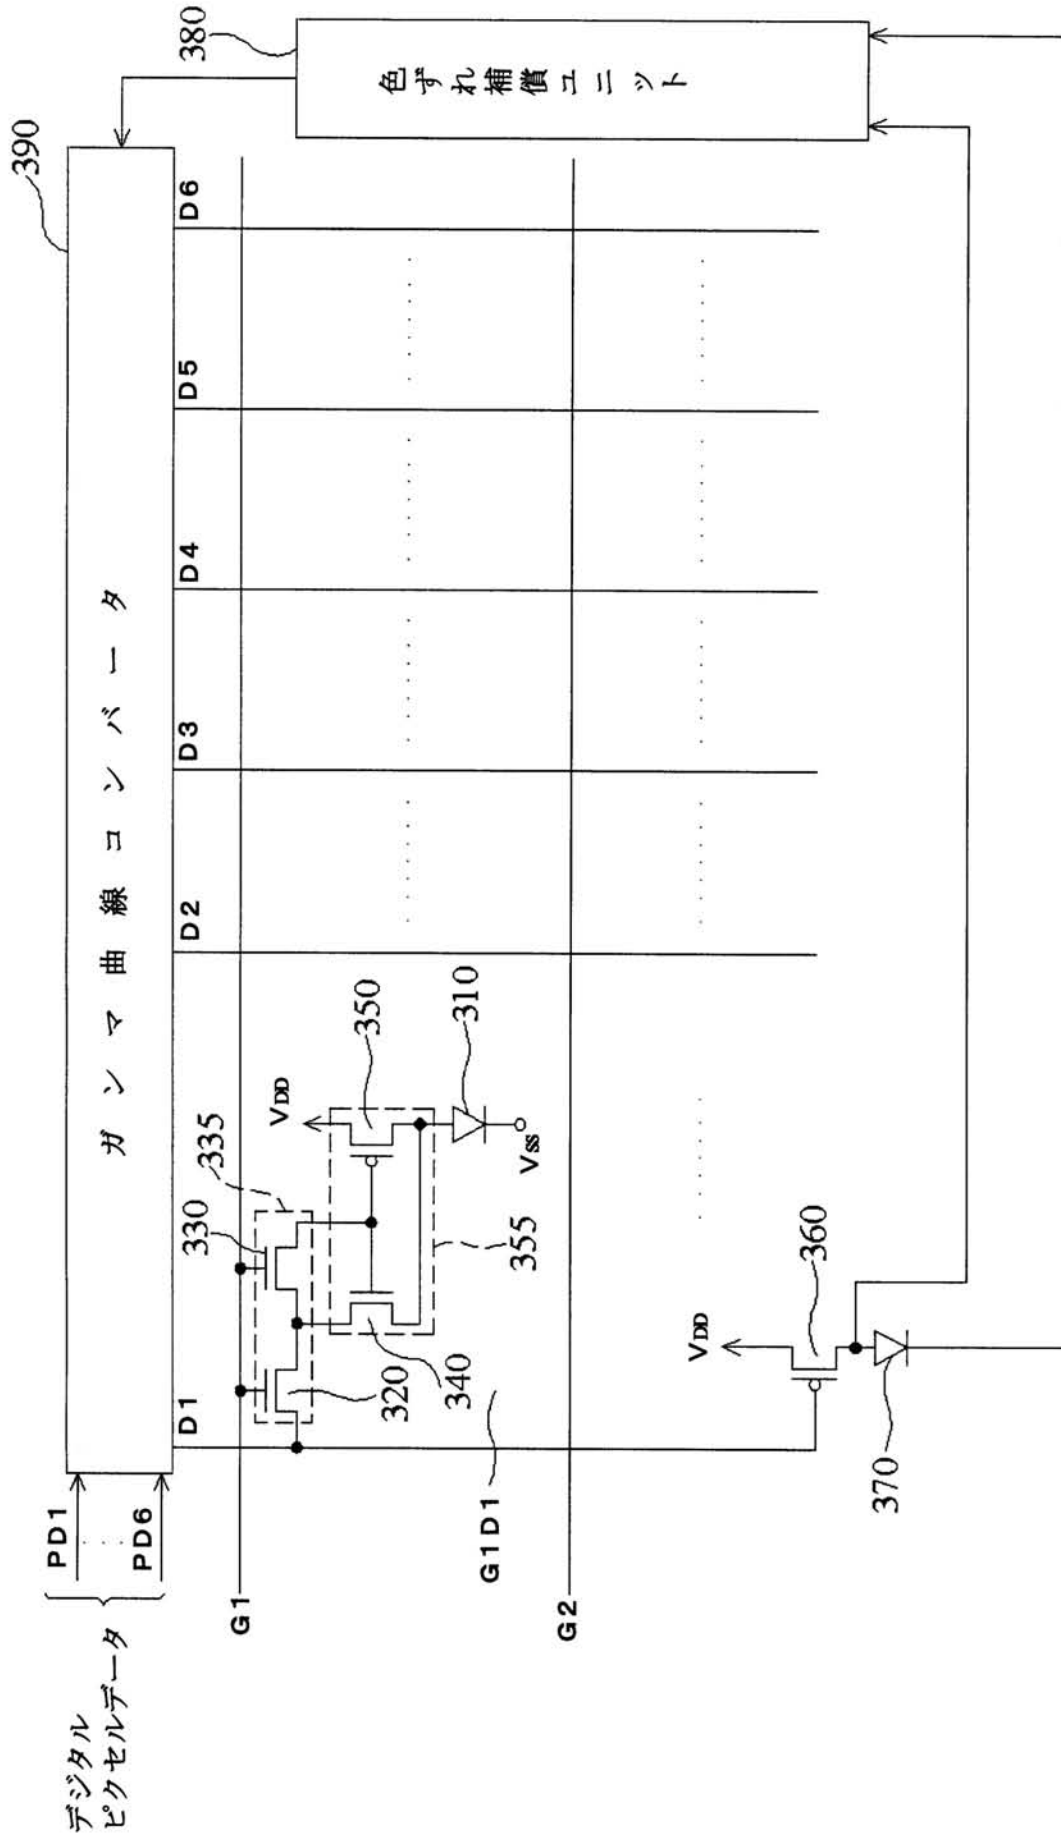 デジタル
ピクセルデータ
PD1
PD6
ガンマ曲線コンバータ
390
D1
D2
D3
D4
D5
D6
380
色ずれ補償ユニット
G1
330
335
VDD
350
320
340
355
310
VSS
G1D1
G2
VDD
360
370